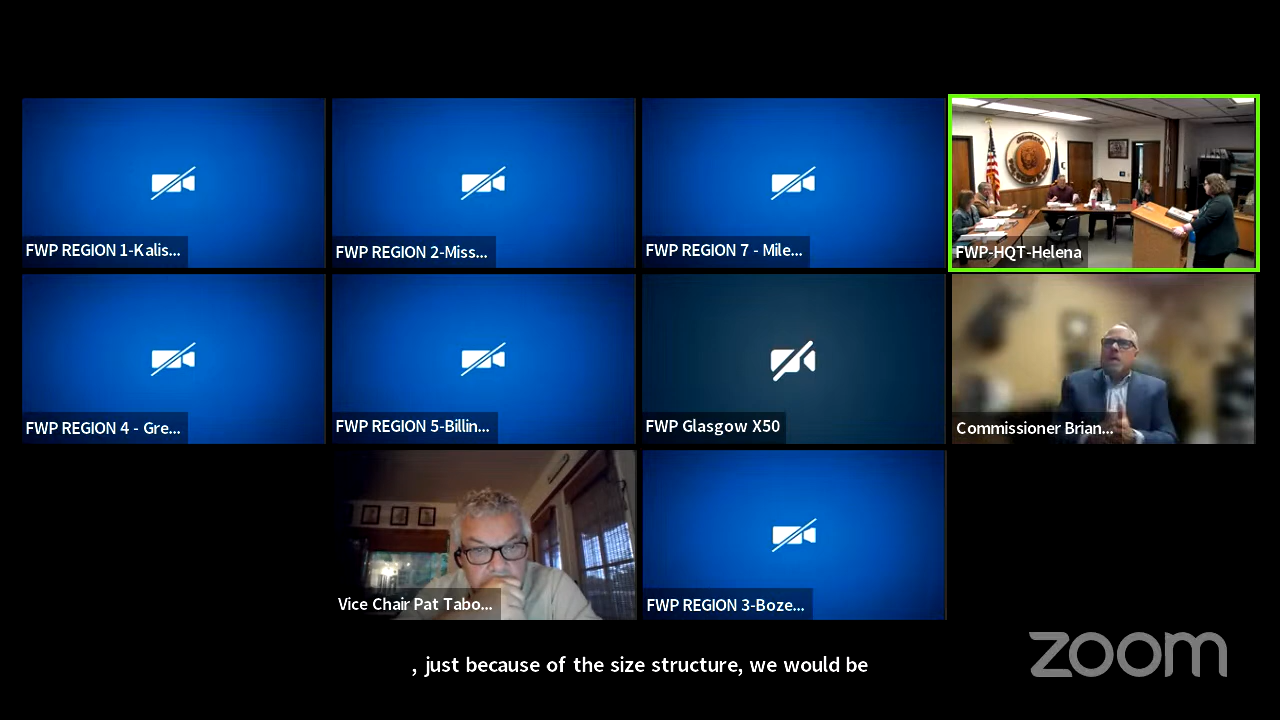 FWP REGION 1-Kalis...
FWP REGION 2-Miss...
FWP REGION 7 - Mile...
FWP-HQT-Helena
FWP REGION 4 - Gre...
FWP REGION 5-Billin...
FWP Glasgow X50
Commissioner Brian...
Vice Chair Pat Tabo...
FWP REGION 3-Boze...
, just because of the size structure, we would be
zoom